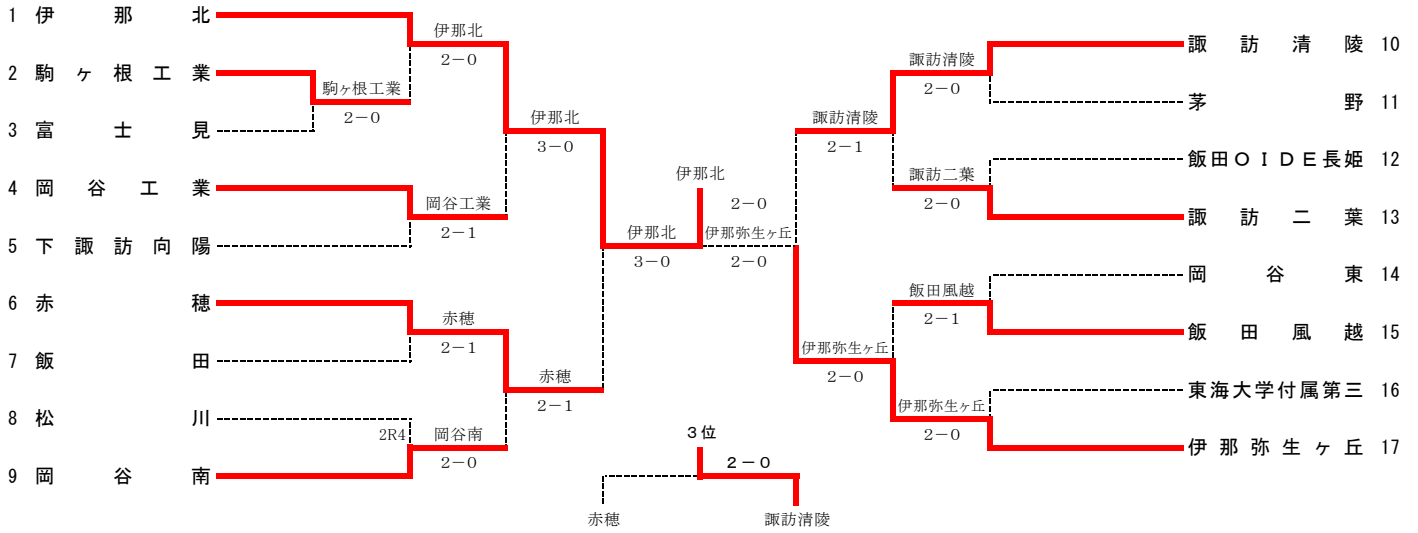 1 伊那北
2 駒ヶ根工業
3 富士見
4 岡谷工業
5 下諏訪向陽
6 赤穂
7 飯田
8 松川
9 岡谷南
伊那北
2-0
駒ヶ根工業
2-0
岡谷工業
2-1
赤穂
2-1
2R4
岡谷南
2-0
伊那北
3-0
赤穂
2-1
伊那北
3-0
伊那北
2-0
伊那弥生ヶ丘
2-0
諏訪清陵
2-1
伊那弥生ヶ丘
2-0
諏訪清陵
2-0
諏訪二葉
2-0
飯田風越
2-1
伊那弥生ヶ丘
2-0
諏訪清陵 10
茅野 11
飯田OIDE長姫 12
諏訪二葉 13
岡谷東 14
飯田風越 15
東海大学付属第三 16
伊那弥生ヶ丘 17
3位
2-0
赤穂
諏訪清陵